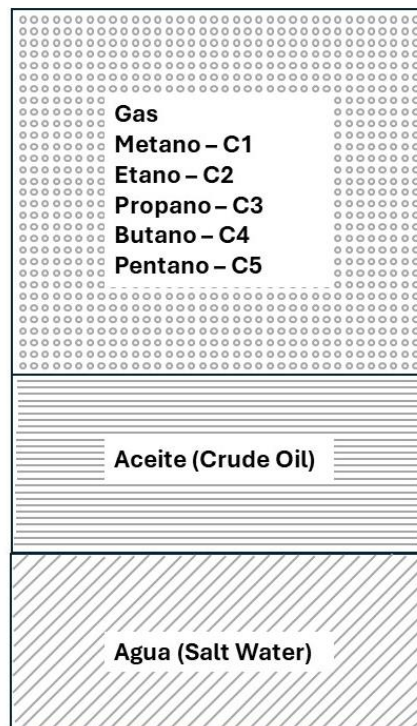 Gas
Metano – C1
Etano – C2
Propano – C3
Butano – C4
Pentano – C5
Aceite (Crude Oil)
Agua (Salt Water)